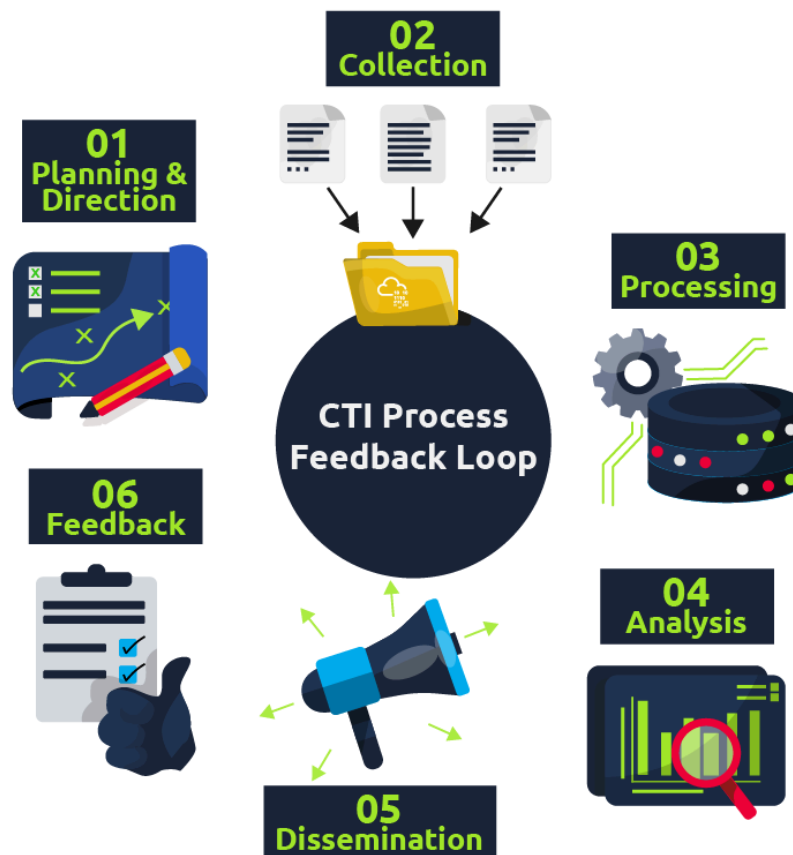 01
Planning &
Direction
02
Collection
03
Processing
04
Analysis
05
Dissemination
06
Feedback
CTI Process
Feedback Loop